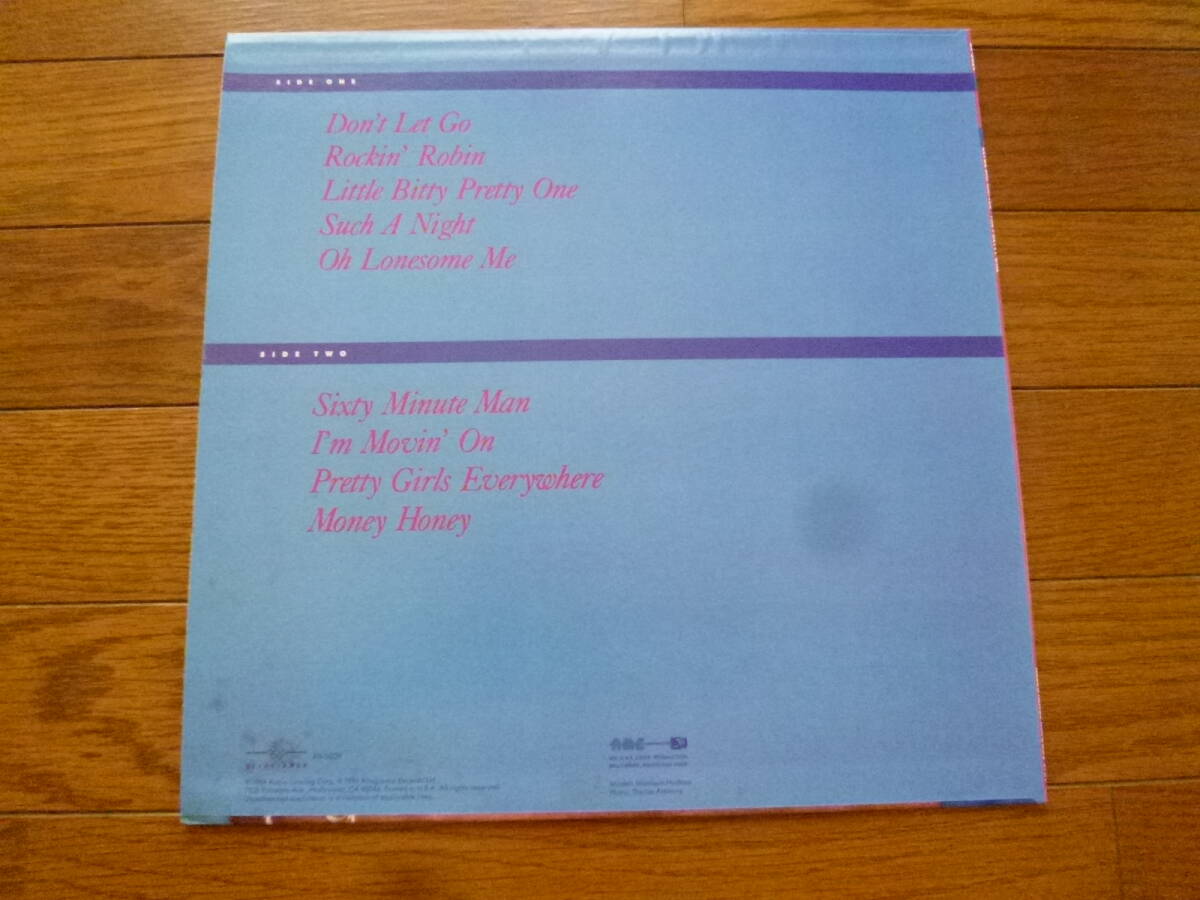 SIDE ONE
Don't Let Go
Rockin' Robin
Little Bitty Pretty One
Such A Night
Oh Lonesome Me
SIDE TWO
Sixty Minute Man
I'm Movin' On
Pretty Girls Everywhere
Money Honey